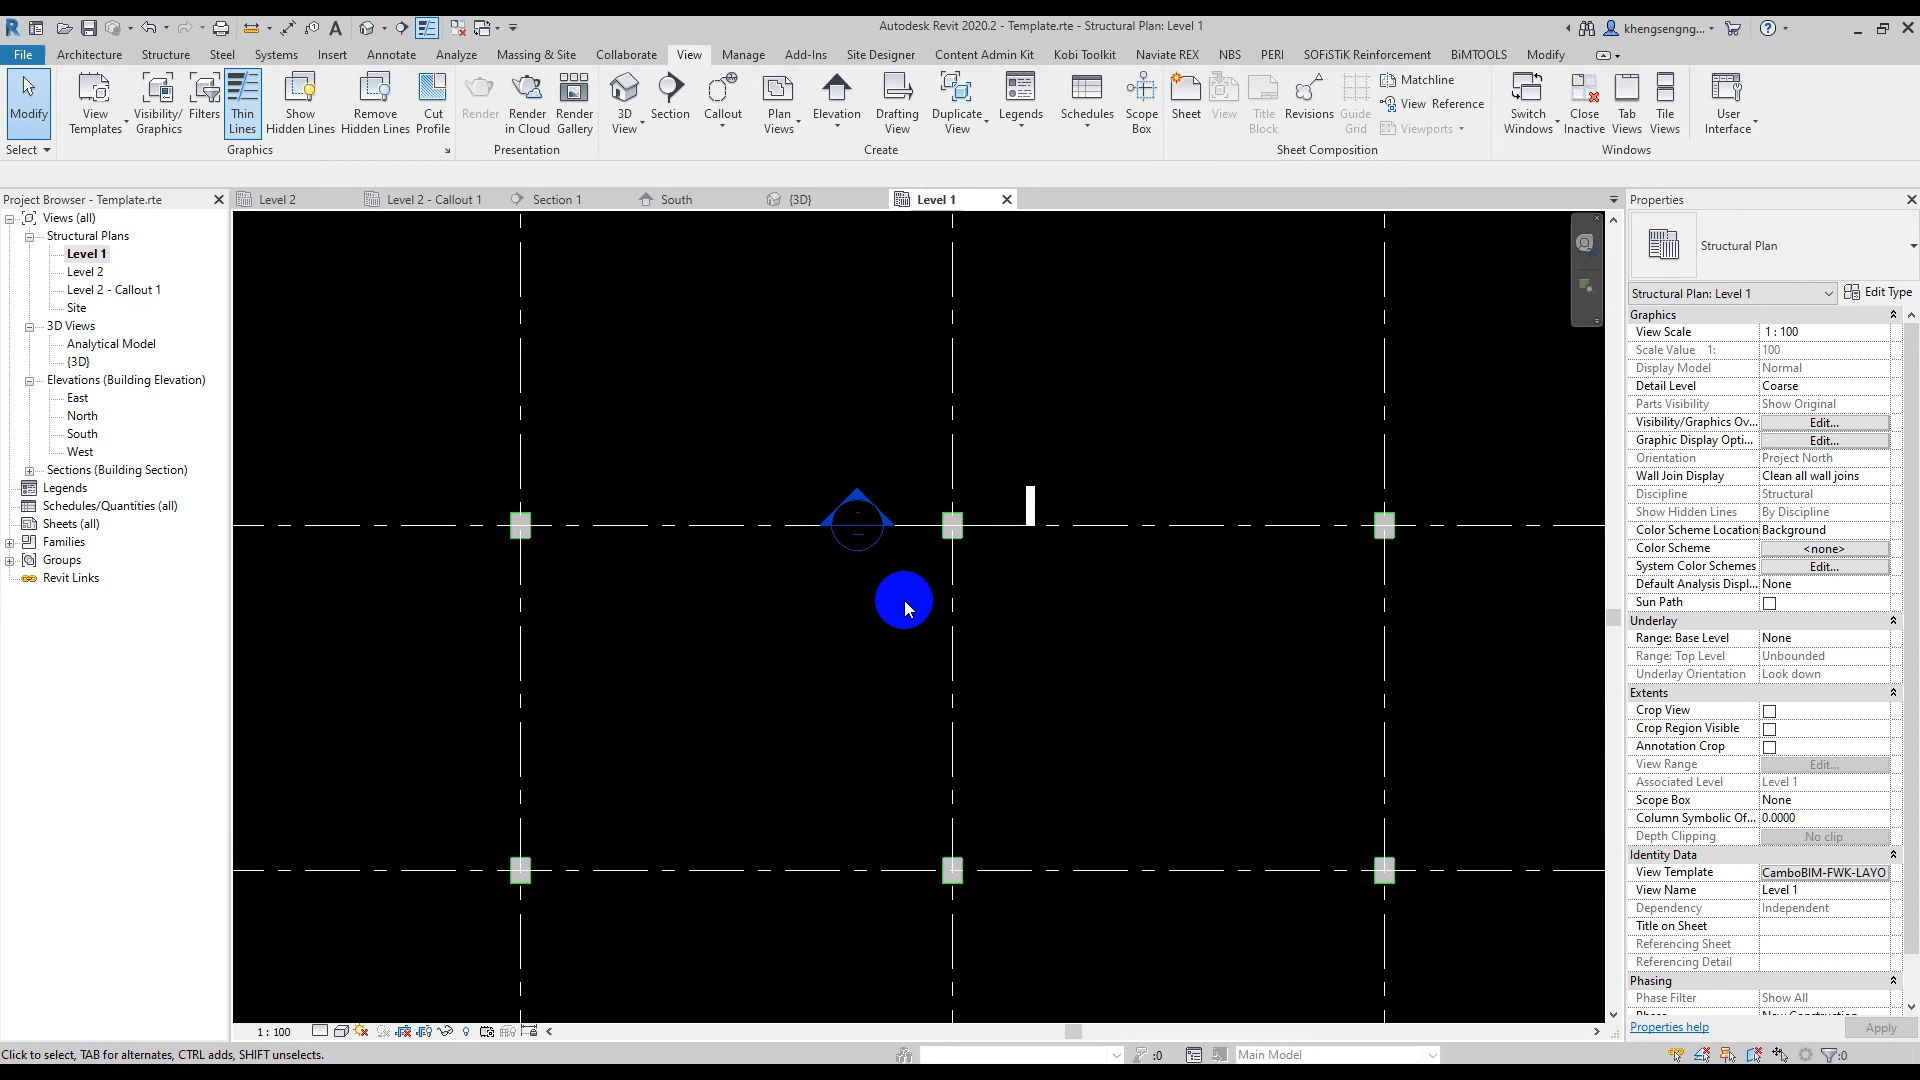 Autodesk Revit 2020.2 - Template.rte - Structural Plan: Level 1
khengsengng...
File Architecture Structure Steel Systems Insert Annotate Analyze Massing & Site Collaborate View Manage Add-Ins Site Designer Content Admin Kit Kobi Toolkit Naviate REX NBS PERI SOFiSTiK Reinforcement BiMTOOLS Modify
Modify View Templates Visibility/ Graphics Filters Thin Lines Show Hidden Lines Remove Hidden Lines Cut Profile Render Render in Cloud Render Gallery 3D View Section Callout Plan Views Elevation Drafting View Duplicate View Legends Schedules Scope Box Sheet View Title Block Revisions Guide Grid Matchline View Reference Viewports Switch Windows Close Inactive Tab Views Tile Views User Interface
Select Graphics Presentation Create Sheet Composition Windows
Project Browser - Template.rte
Level 2 Level 2 - Callout 1 Section 1 South {3D} Level 1
Views (all)
Structural Plans
Level 1
Level 2
Level 2 - Callout 1
Site
3D Views
Analytical Model
{3D}
Elevations (Building Elevation)
East
North
South
West
Sections (Building Section)
Legends
Schedules/Quantities (all)
Sheets (all)
Families
Groups
Revit Links
Properties
Structural Plan
Structural Plan: Level 1 Edit Type
Graphics
View Scale 1 : 100
Scale Value 1: 100
Display Model Normal
Detail Level Coarse
Parts Visibility Show Original
Visibility/Graphics Ov... Edit...
Graphic Display Opti... Edit...
Orientation Project North
Wall Join Display Clean all wall joins
Discipline Structural
Show Hidden Lines By Discipline
Color Scheme Location Background
Color Scheme <none>
System Color Schemes Edit...
Default Analysis Displ... None
Sun Path
Underlay
Range: Base Level None
Range: Top Level Unbounded
Underlay Orientation Look down
Extents
Crop View
Crop Region Visible
Annotation Crop
View Range Edit...
Associated Level Level 1
Scope Box None
Column Symbolic Of... 0.0000
Depth Clipping No clip
Identity Data
View Template CamboBIM-FWK-LAYO
View Name Level 1
Dependency Independent
Title on Sheet
Referencing Sheet
Referencing Detail
Phasing
Phase Filter Show All
Properties help Apply
1 : 100
Click to select, TAB for alternates, CTRL adds, SHIFT unselects.
:0 Main Model :0